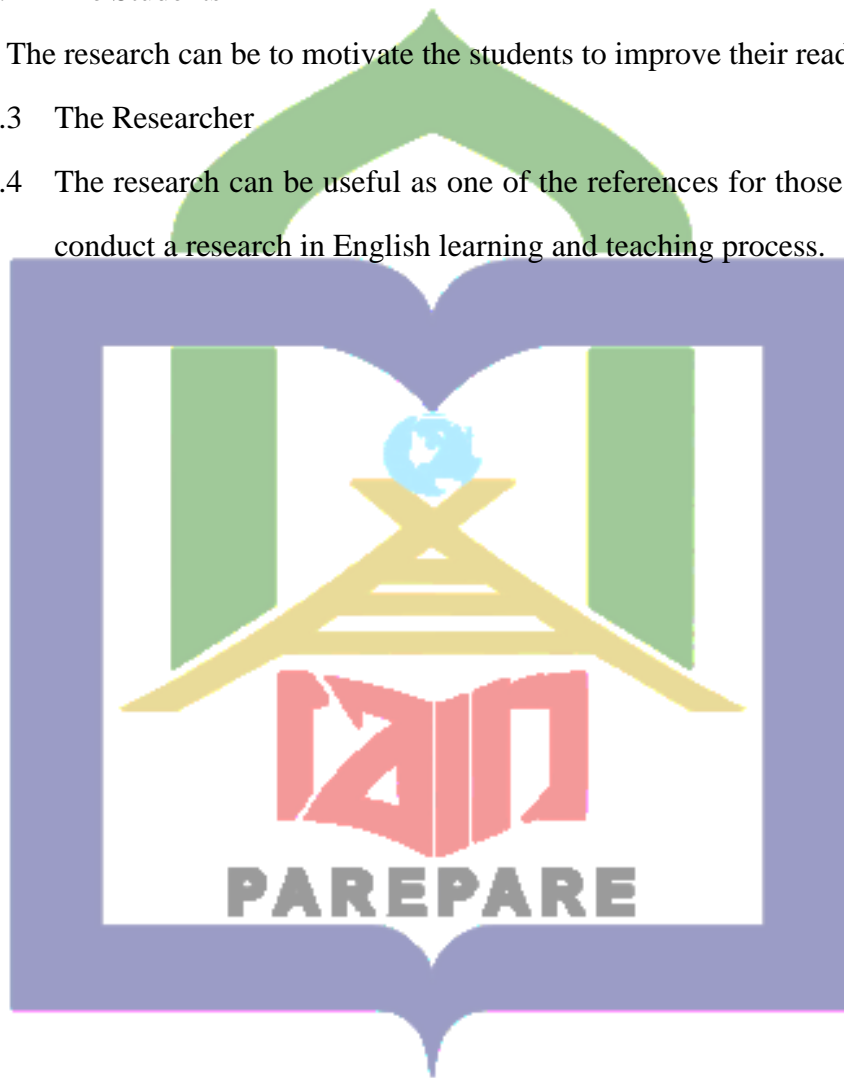 The research can be to motivate the students to improve their read
.3 The Researcher
.4 The research can be useful as one of the references for those
conduct a research in English learning and teaching process.
iain
PAREPARE